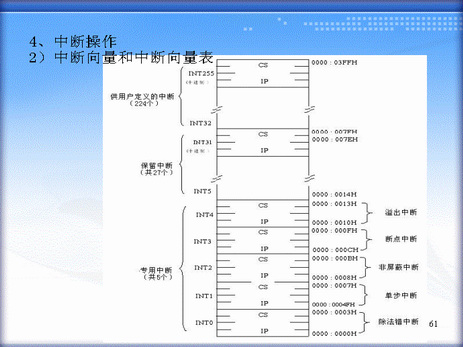 4、中断操作
2）中断向量和中断向量表
CS
0000：03FFH
INT255
IP
供用户定义的中断
（224个）
INT32
CS
0000：007FH
0000：007EH
INT31
IP
保留中断
（共27个）
INT5
0000：0014H
CS
0000：0013H
INT4
溢出中断
IP
0000：0010H
CS
0000：000FH
INT3
断点中断
IP
0000：000CH
CS
0000：000BH
INT2
非屏蔽中断
专用中断
（共5个）
IP
0000：0008H
CS
0000：0007H
INT1
单步中断
IP
0000：0004FH
CS
0000：0003H
INT0
除法错中断
61
IP
0000：0000H